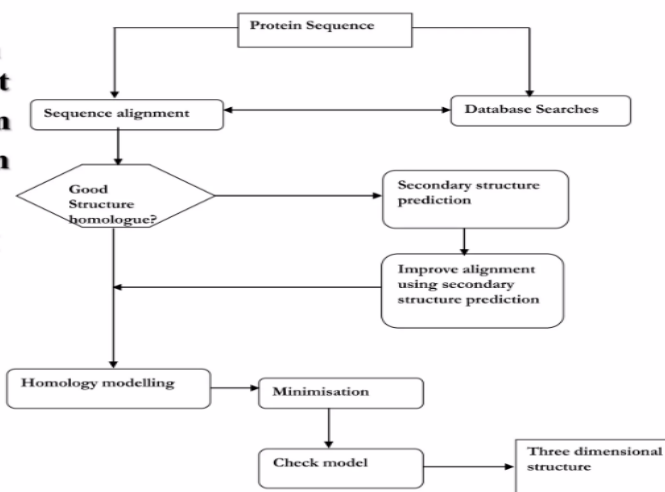 Protein Sequence
t
n
n
Sequence alignment
Database Searches
Good
Structure
homologue?
Secondary structure
prediction
Improve alignment
using secondary
structure prediction
Homology modelling
Minimisation
Check model
Three dimensional
structure